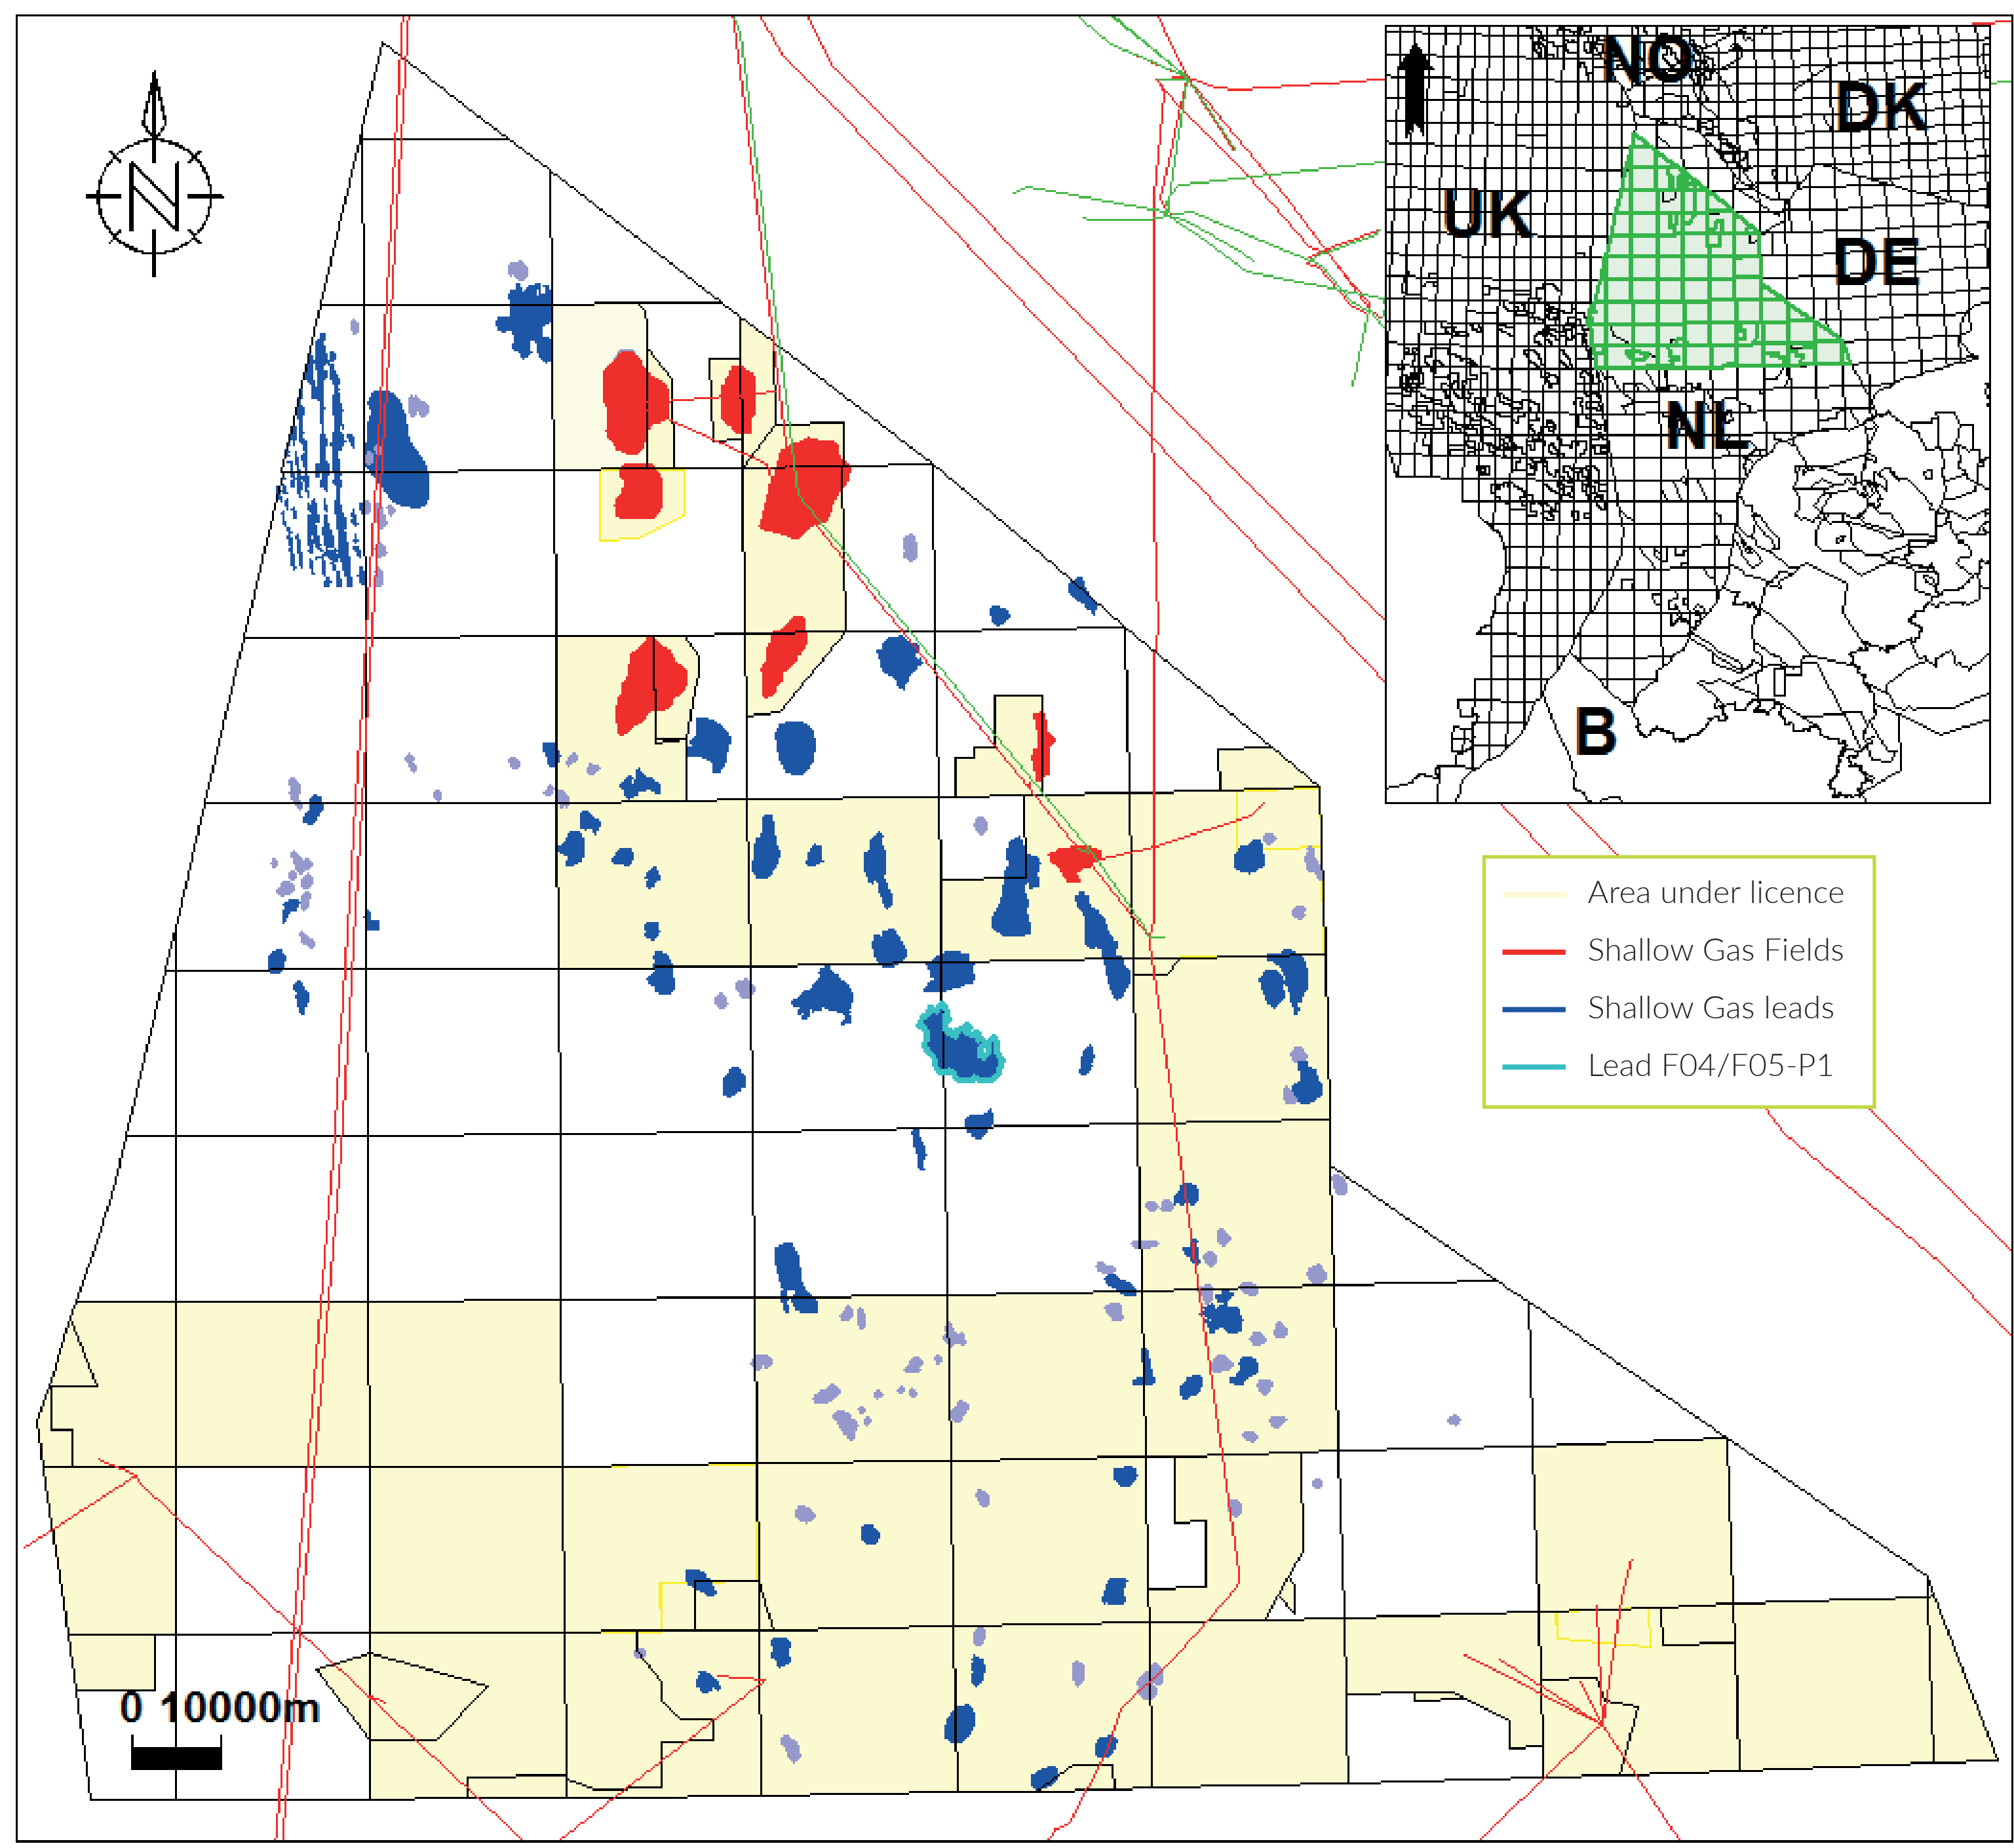 N
NO
DK
UK
DE
NL
B
Area under licence
Shallow Gas Fields
Shallow Gas leads
Lead F04/F05-P1
0 10000m